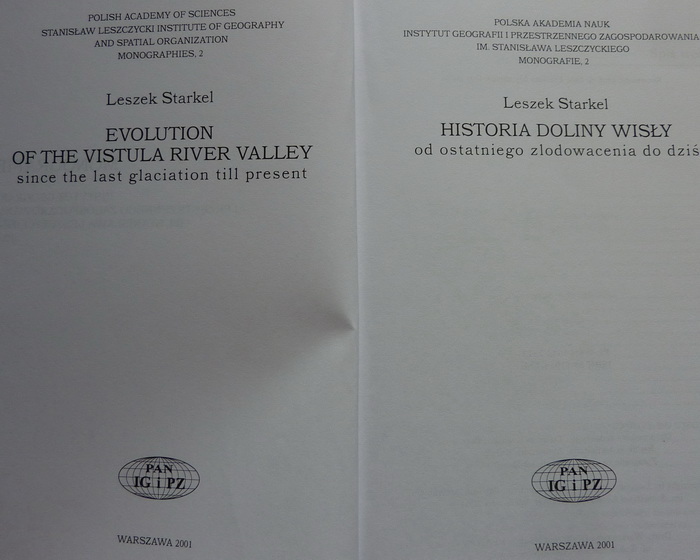 POLISH ACADEMY OF SCIENCES
STANISŁAW LESZCZYCKI INSTITUTE OF GEOGRAPHY
AND SPATIAL ORGANIZATION
MONOGRAPHIES, 2
Leszek Starkel
EVOLUTION
OF THE VISTULA RIVER VALLEY
since the last glaciation till present
PAN
IG i PZ
WARSZAWA 2001
POLSKA AKADEMIA NAUK
INSTYTUT GEOGRAFII I PRZESTRZENNEGO ZAGOSPODAROWANIA
IM. STANISŁAWA LESZCZYCKIEGO
MONOGRAFIE, 2
Leszek Starkel
HISTORIA DOLINY WISŁY
od ostatniego zlodowacenia do dziś
PAN
IG i PZ
WARSZAWA 2001